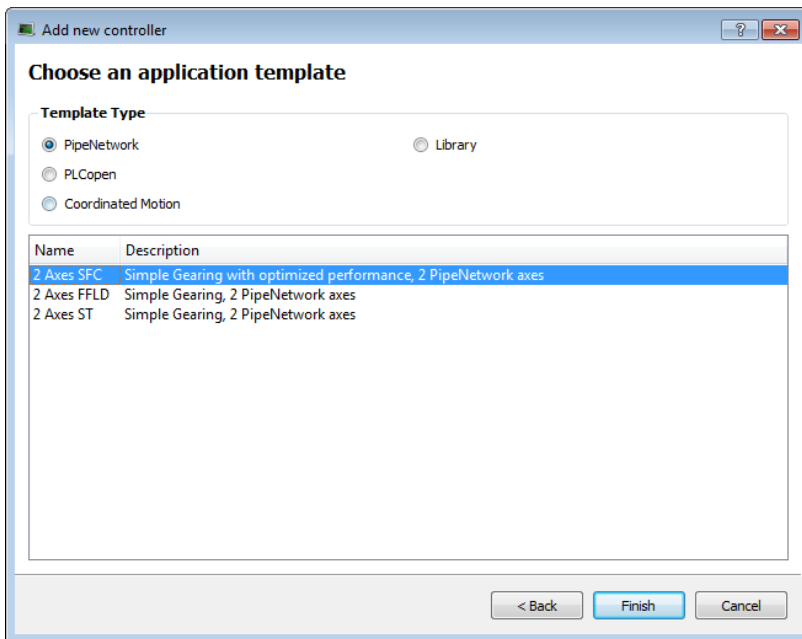 Add new controller
Choose an application template
Template Type
PipeNetwork
Library
PLCopen
Coordinated Motion
Name Description
2 Axes SFC Simple Gearing with optimized performance, 2 PipeNetwork axes
2 Axes FFLD Simple Gearing, 2 PipeNetwork axes
2 Axes ST Simple Gearing, 2 PipeNetwork axes
< Back Finish Cancel